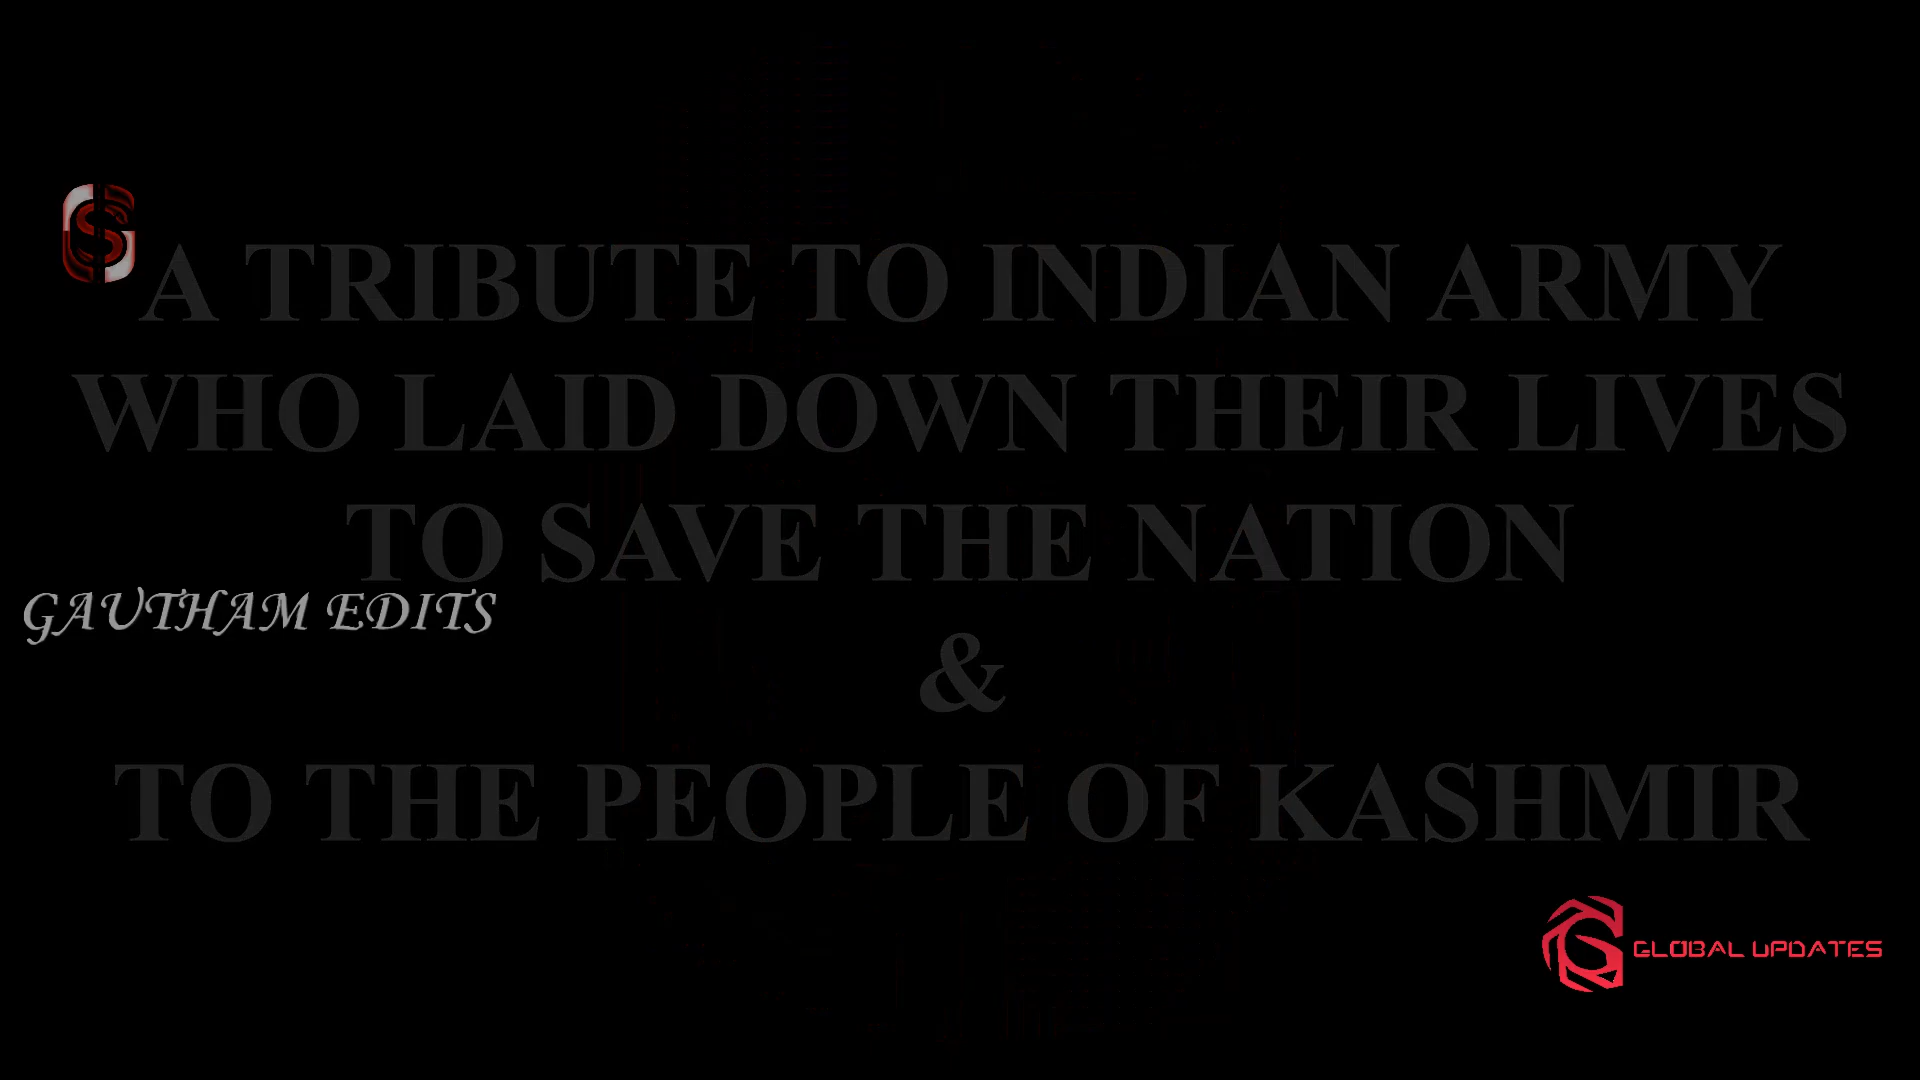 A TRIBUTE TO INDIAN ARMY
WHO LAID DOWN THEIR LIVES
TO SAVE THE NATION
GAUTHAM EDITS
&
TO THE PEOPLE OF KASHMIR
GLOBAL UPDATES